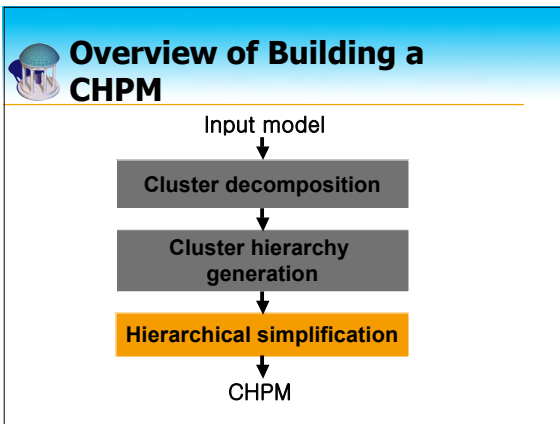 Overview of Building a
CHPM
Input model
Cluster decomposition
Cluster hierarchy
generation
Hierarchical simplification
CHPM